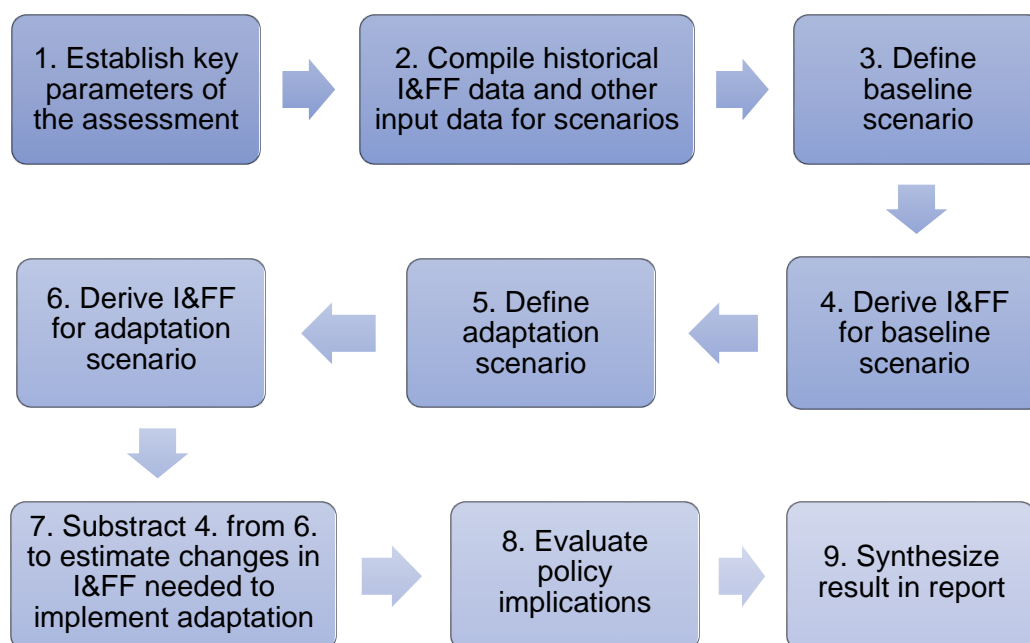 1. Establish key
parameters of
the assessment
2. Compile historical
I&FF data and other
input data for scenarios
3. Define
baseline
scenario
4. Derive I&FF
for baseline
scenario
5. Define
adaptation
scenario
6. Derive I&FF
for adaptation
scenario
7. Substract 4. from 6.
to estimate changes in
I&FF needed to
implement adaptation
8. Evaluate
policy
implications
9. Synthesize
result in report